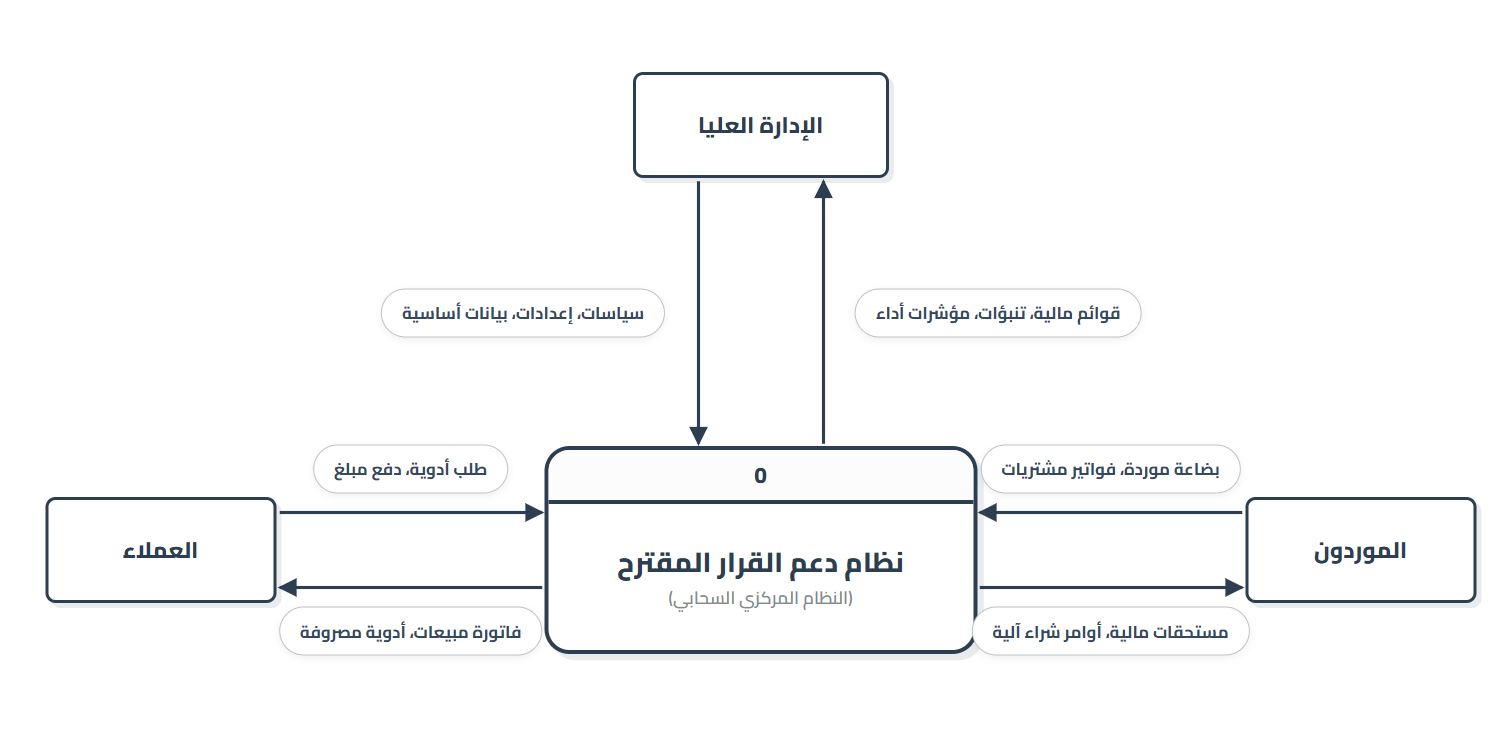 الإدارة العليا
قوائم مالية، تنبؤات، مؤشرات أداء
سياسات، إعدادات، بيانات أساسية
بضاعة موردة، فواتير مشتريات
0
طلب أدوية، دفع مبلغ
الموردون
نظام دعم القرار المقترح
(النظام المركزي السحابي)
العملاء
مستحقات مالية، أوامر شراء آلية
فاتورة مبيعات، أدوية مصروفة